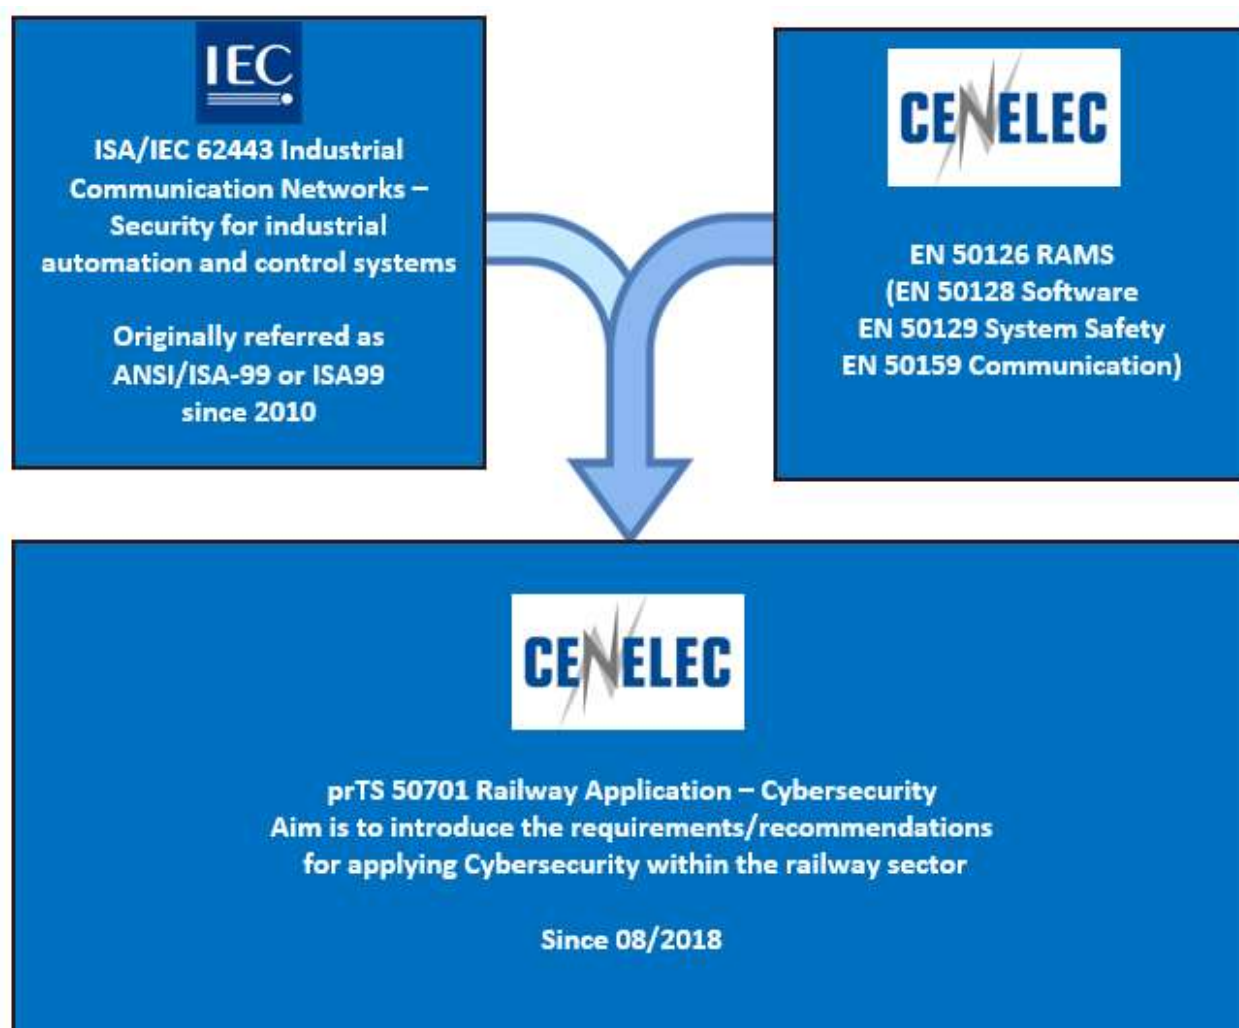 IEC
ISA/IEC 62443 Industrial
Communication Networks –
Security for industrial
automation and control systems
Originally referred as
ANSI/ISA-99 or ISA99
since 2010
CENELEC
EN 50126 RAMS
(EN 50128 Software
EN 50129 System Safety
EN 50159 Communication)
CENELEC
prTS 50701 Railway Application – Cybersecurity
Aim is to introduce the requirements/recommendations
for applying Cybersecurity within the railway sector
Since 08/2018